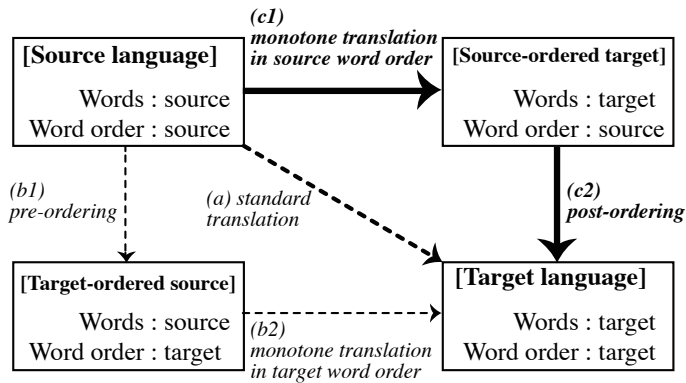 (c1)
monotone translation
in source word order
[Source language]
Words : source
Word order : source
[Source-ordered target]
Words : target
Word order : source
(b1)
pre-ordering
(a) standard
translation
(c2)
post-ordering
[Target-ordered source]
Words : source
Word order : target
(b2)
monotone translation
in target word order
[Target language]
Words : target
Word order : target